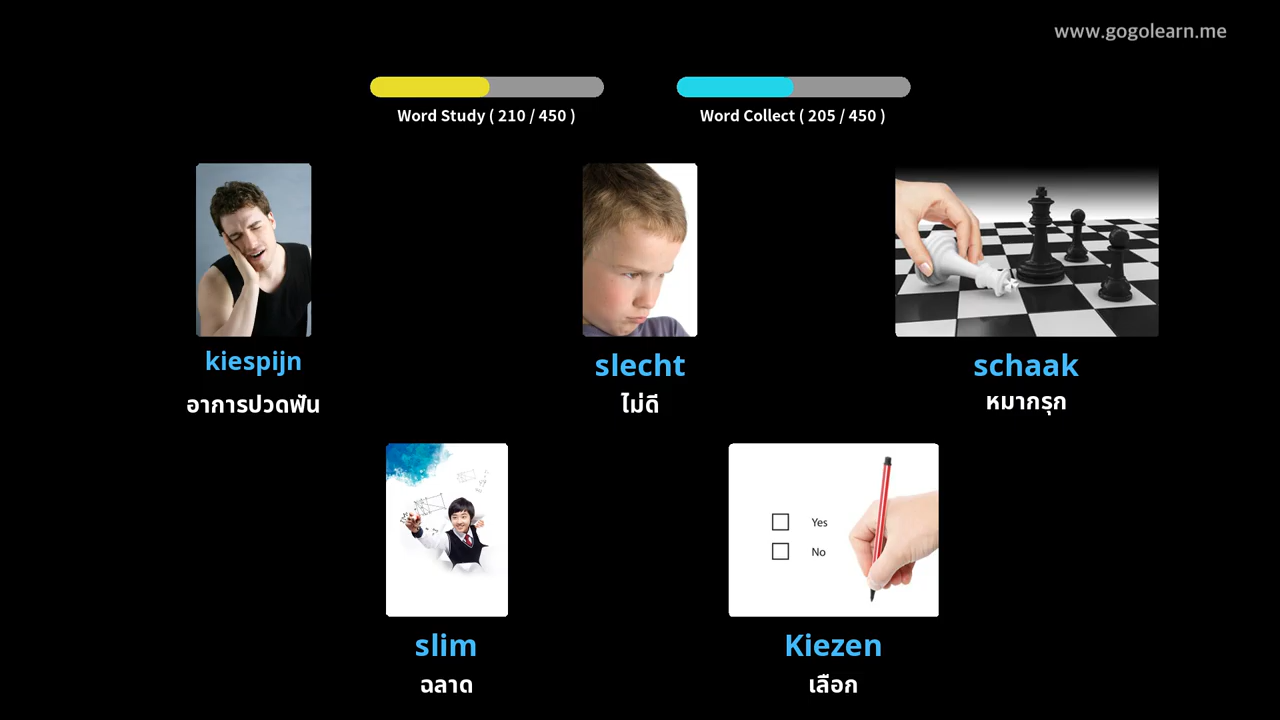 www.gogolearn.me
Word Study ( 210 / 450 )
Word Collect ( 205 / 450 )
kiespijn
อาการปวดฟัน
slecht
ไม่ดี
schaak
หมากรุก
Yes
No
slim
ฉลาด
Kiezen
เลือก